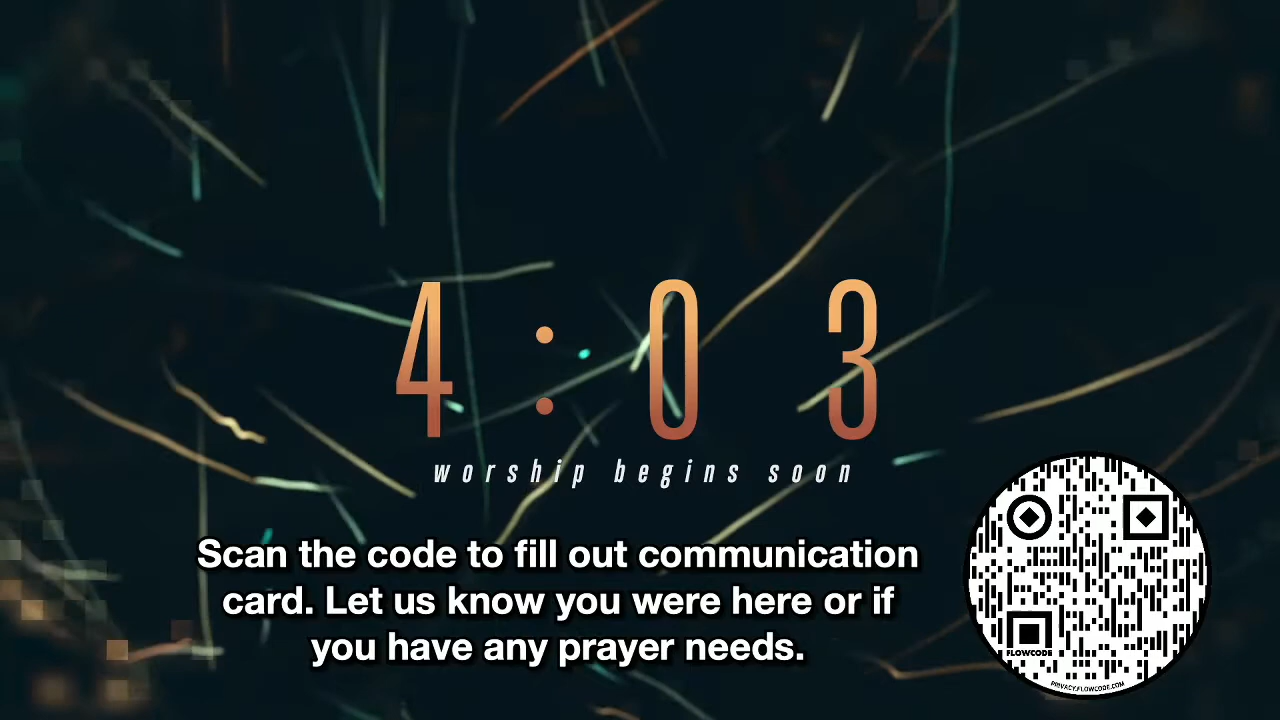 4:03
worship begins soon
Scan the code to fill out communication
card. Let us know you were here or if
you have any prayer needs.
FLOWCODE
PRIVACY.FLOWCODE.COM